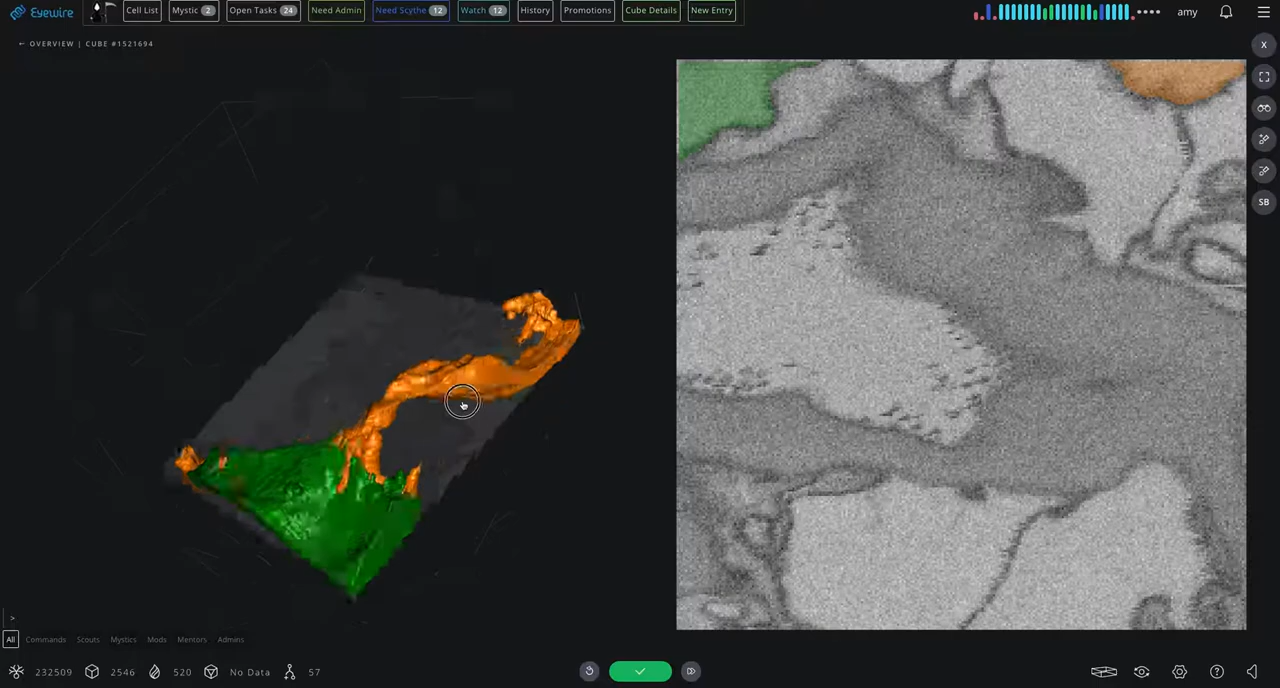 Eyewire Cell List Mystic 2 Open Tasks 24 Need Admin Need Scythe 12 Watch 12 History Promotions Cube Details New Entry amy
← OVERVIEW | CUBE #1521694
X
SB
>
All Commands Scouts Mystics Mods Mentors Admins
232509 2546 520 No Data 57